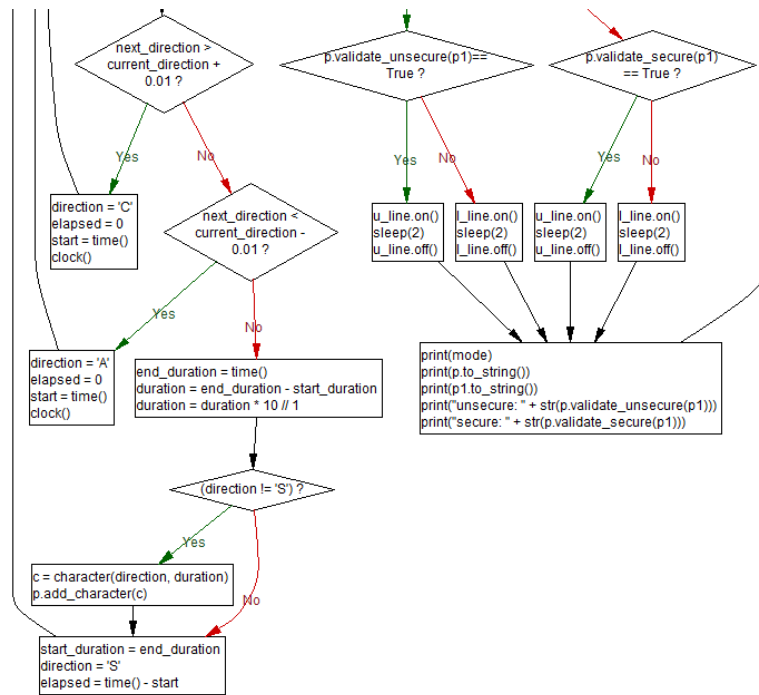 next_direction >
current_direction +
0.01 ?
p.validate_unsecure(p1)==
True ?
p.validate_secure(p1)
== True ?
Yes
No
Yes
No
Yes
No
direction = 'C'
elapsed = 0
start = time()
clock()
next_direction <
current_direction -
0.01 ?
u_line.on()
sleep(2)
u_line.off()
l_line.on()
sleep(2)
l_line.off()
u_line.on()
sleep(2)
u_line.off()
l_line.on()
sleep(2)
l_line.off()
Yes
No
direction = 'A'
elapsed = 0
start = time()
clock()
end_duration = time()
duration = end_duration - start_duration
duration = duration * 10 // 1
print(mode)
print(p.to_string())
print(p1.to_string())
print("unsecure: " + str(p.validate_unsecure(p1)))
print("secure: " + str(p.validate_secure(p1)))
(direction != 'S') ?
Yes
No
c = character(direction, duration)
p.add_character(c)
start_duration = end_duration
direction = 'S'
elapsed = time() - start